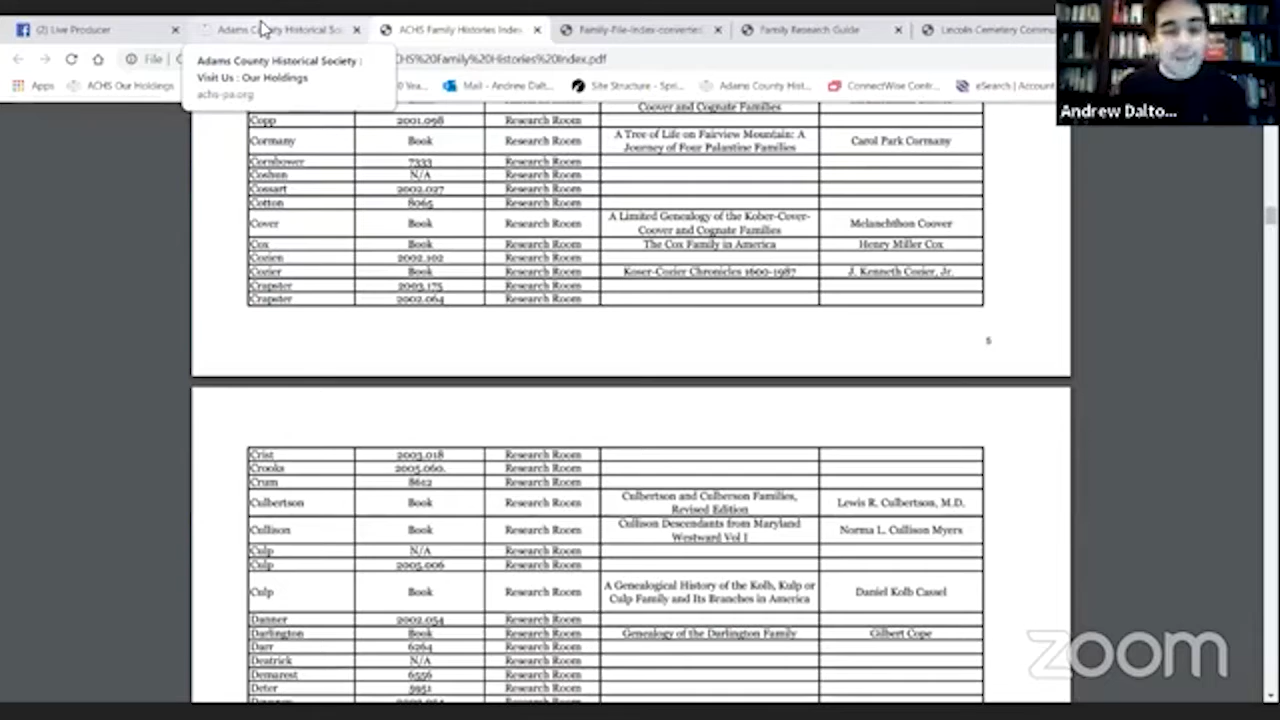 (2) Live Producer
Adams County Historical So
ACHS Family Histories Index.
Family-File-Index-converted
Family Research Guide
Lincoln Cemetery Commu
File
CHS%20Family%20Histories%20Index.pdf
Adams County Historical Society :
Visit Us : Our Holdings
achs-pa.org
Apps
ACHS Our Holdings
0 Yea...
Mail - Andrew Dalt...
Site Structure - Spri...
Adams County Hist...
ConnectWise Contr...
eSearch | Account
Andrew Dalto...
Coover and Cognate Families
Copp 2001.098 Research Room
Cormany Book Research Room A Tree of Life on Fairview Mountain: A Journey of Four Palantine Families Carol Park Cormany
Cornbower 7333 Research Room
Coshun N/A Research Room
Cossart 2002.027 Research Room
Cotton 8065 Research Room
Cover Book Research Room A Limited Genealogy of the Kober-Cover-Coover and Cognate Families Melanchthon Coover
Cox Book Research Room The Cox Family in America Henry Miller Cox
Cozien 2002.102 Research Room
Cozier Book Research Room Koser-Cozier Chronicles 1600-1987 J. Kenneth Cozier, Jr.
Crapster 2003.175 Research Room
Crapster 2002.064 Research Room
5
Crist 2003.018 Research Room
Crooks 2005.060. Research Room
Crum 8612 Research Room
Culbertson Book Research Room Culbertson and Culberson Families, Revised Edition Lewis R. Culbertson, M.D.
Cullison Book Research Room Cullison Descendants from Maryland Westward Vol I Norma L. Cullison Myers
Culp N/A Research Room
Culp 2005.006 Research Room
Culp Book Research Room A Genealogical History of the Kolb, Kulp or Culp Family and Its Branches in America Daniel Kolb Cassel
Danner 2002.054 Research Room
Darlington Book Research Room Genealogy of the Darlington Family Gilbert Cope
Darr 6264 Research Room
Deatrick N/A Research Room
Demarest 6556 Research Room
Deter 5951 Research Room
Research Room
zoom